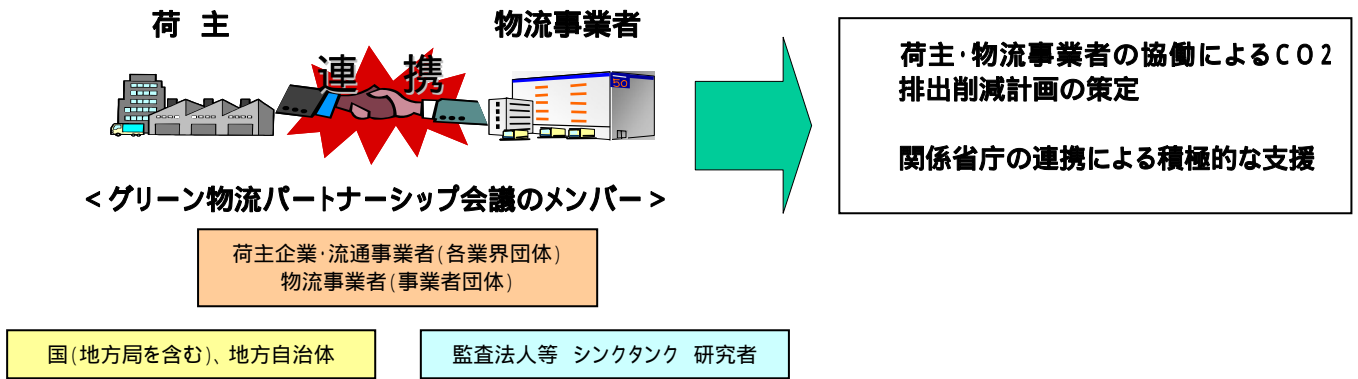 荷 主
物流事業者
連 携
50
<グリーン物流パートナーシップ会議のメンバー>
荷主企業・流通事業者(各業界団体)
物流事業者(事業者団体)
国(地方局を含む)、地方自治体
監査法人等 シンクタンク 研究者
荷主・物流事業者の協働によるCO2
排出削減計画の策定
関係省庁の連携による積極的な支援